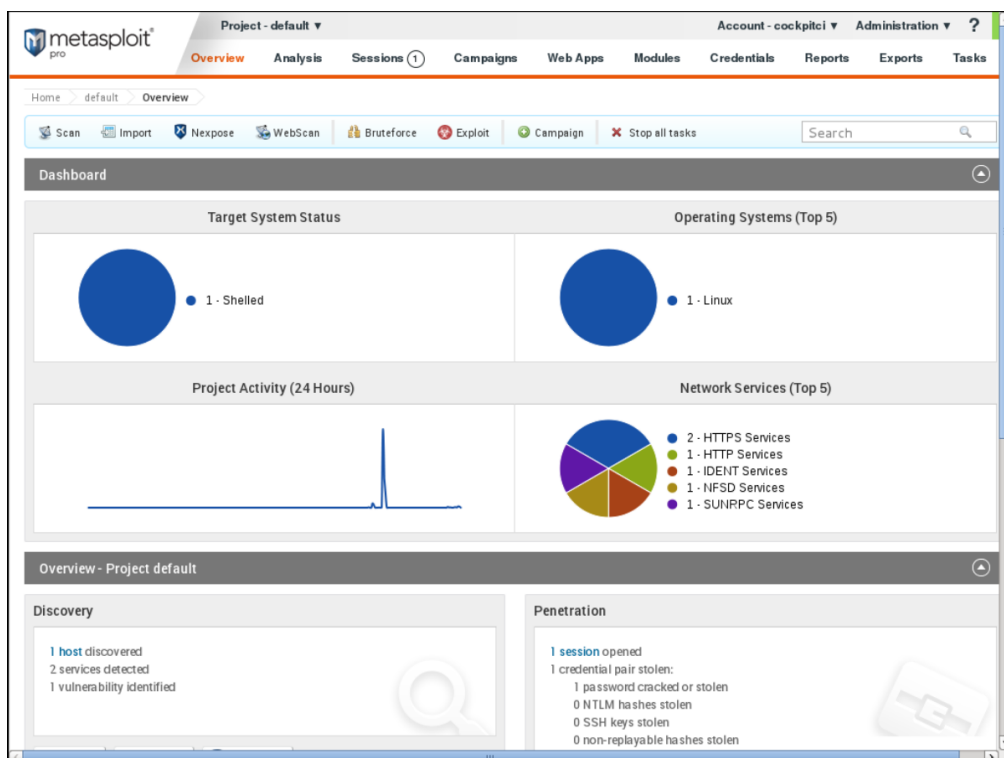 Project - default ▼ Account - cockpitci ▼ Administration ▼ ?
metasploit®
pro
Overview Analysis Sessions 1 Campaigns Web Apps Modules Credentials Reports Exports Tasks
Home default Overview
Scan Import Nexpose WebScan Bruteforce Exploit Campaign Stop all tasks Search
Dashboard
Target System Status
1 - Shelled
Operating Systems (Top 5)
1 - Linux
Project Activity (24 Hours)
Network Services (Top 5)
2 - HTTPS Services
1 - HTTP Services
1 - IDENT Services
1 - NFSD Services
1 - SUNRPC Services
Overview - Project default
Discovery
1 host discovered
2 services detected
1 vulnerability identified
Penetration
1 session opened
1 credential pair stolen:
1 password cracked or stolen
0 NTLM hashes stolen
0 SSH keys stolen
0 non-replayable hashes stolen